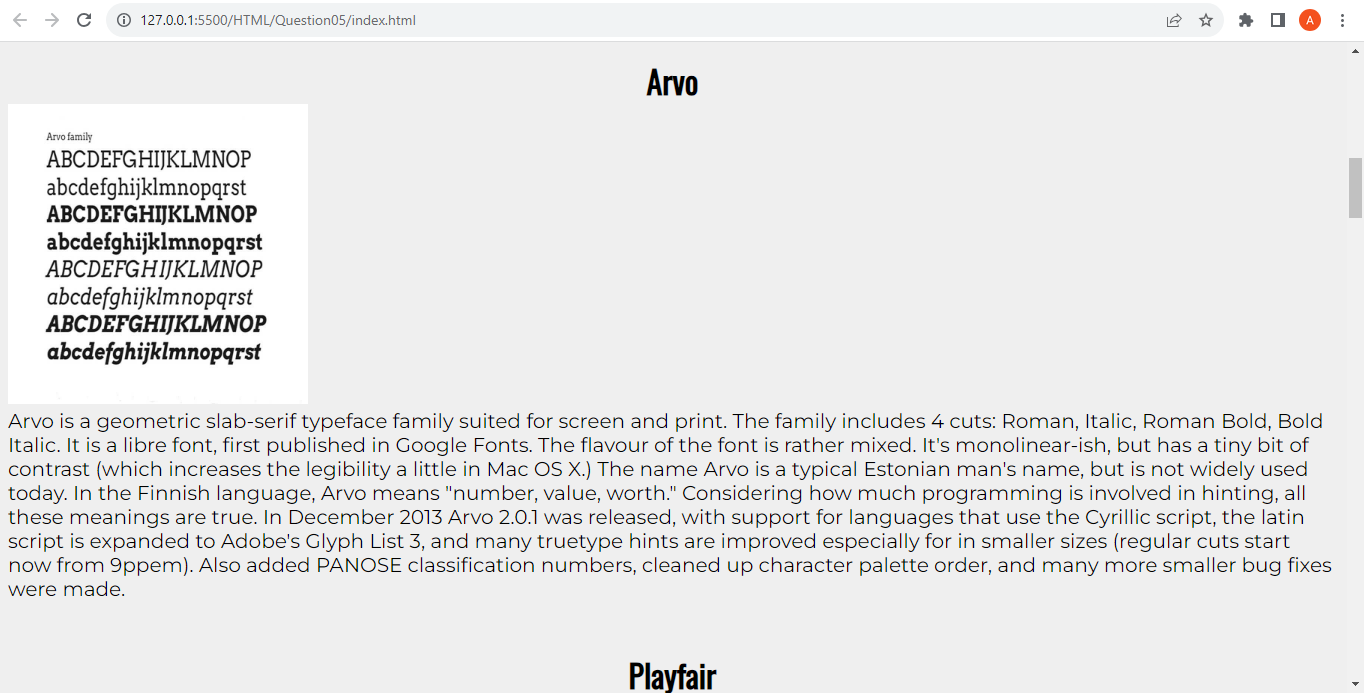 127.0.0.1:5500/HTML/Question05/index.html
A
Arvo
Arvo family
ABCDEFGHIJKLMNOP
abcdefghijklmnopqrst
ABCDEFGHIJKLMNOP
abcdefghijklmnopqrst
ABCDEFGHIJKLMNOP
abcdefghijklmnopqrst
ABCDEFGHIJKLMNOP
abcdefghijklmnopqrst
Arvo is a geometric slab-serif typeface family suited for screen and print. The family includes 4 cuts: Roman, Italic, Roman Bold, Bold
Italic. It is a libre font, first published in Google Fonts. The flavour of the font is rather mixed. It's monolinear-ish, but has a tiny bit of
contrast (which increases the legibility a little in Mac OS X.) The name Arvo is a typical Estonian man's name, but is not widely used
today. In the Finnish language, Arvo means "number, value, worth." Considering how much programming is involved in hinting, all
these meanings are true. In December 2013 Arvo 2.0.1 was released, with support for languages that use the Cyrillic script, the latin
script is expanded to Adobe's Glyph List 3, and many truetype hints are improved especially for in smaller sizes (regular cuts start
now from 9ppem). Also added PANOSE classification numbers, cleaned up character palette order, and many more smaller bug fixes
were made.
Playfair